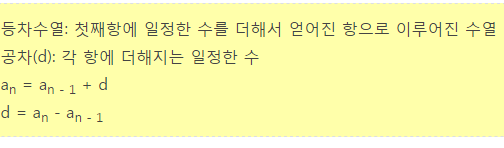 등차수열: 첫째항에 일정한 수를 더해서 얻어진 항으로 이루어진 수열
공차(d): 각 항에 더해지는 일정한 수
aₙ = aₙ ₋ ₁ + d
d = aₙ - aₙ ₋ ₁